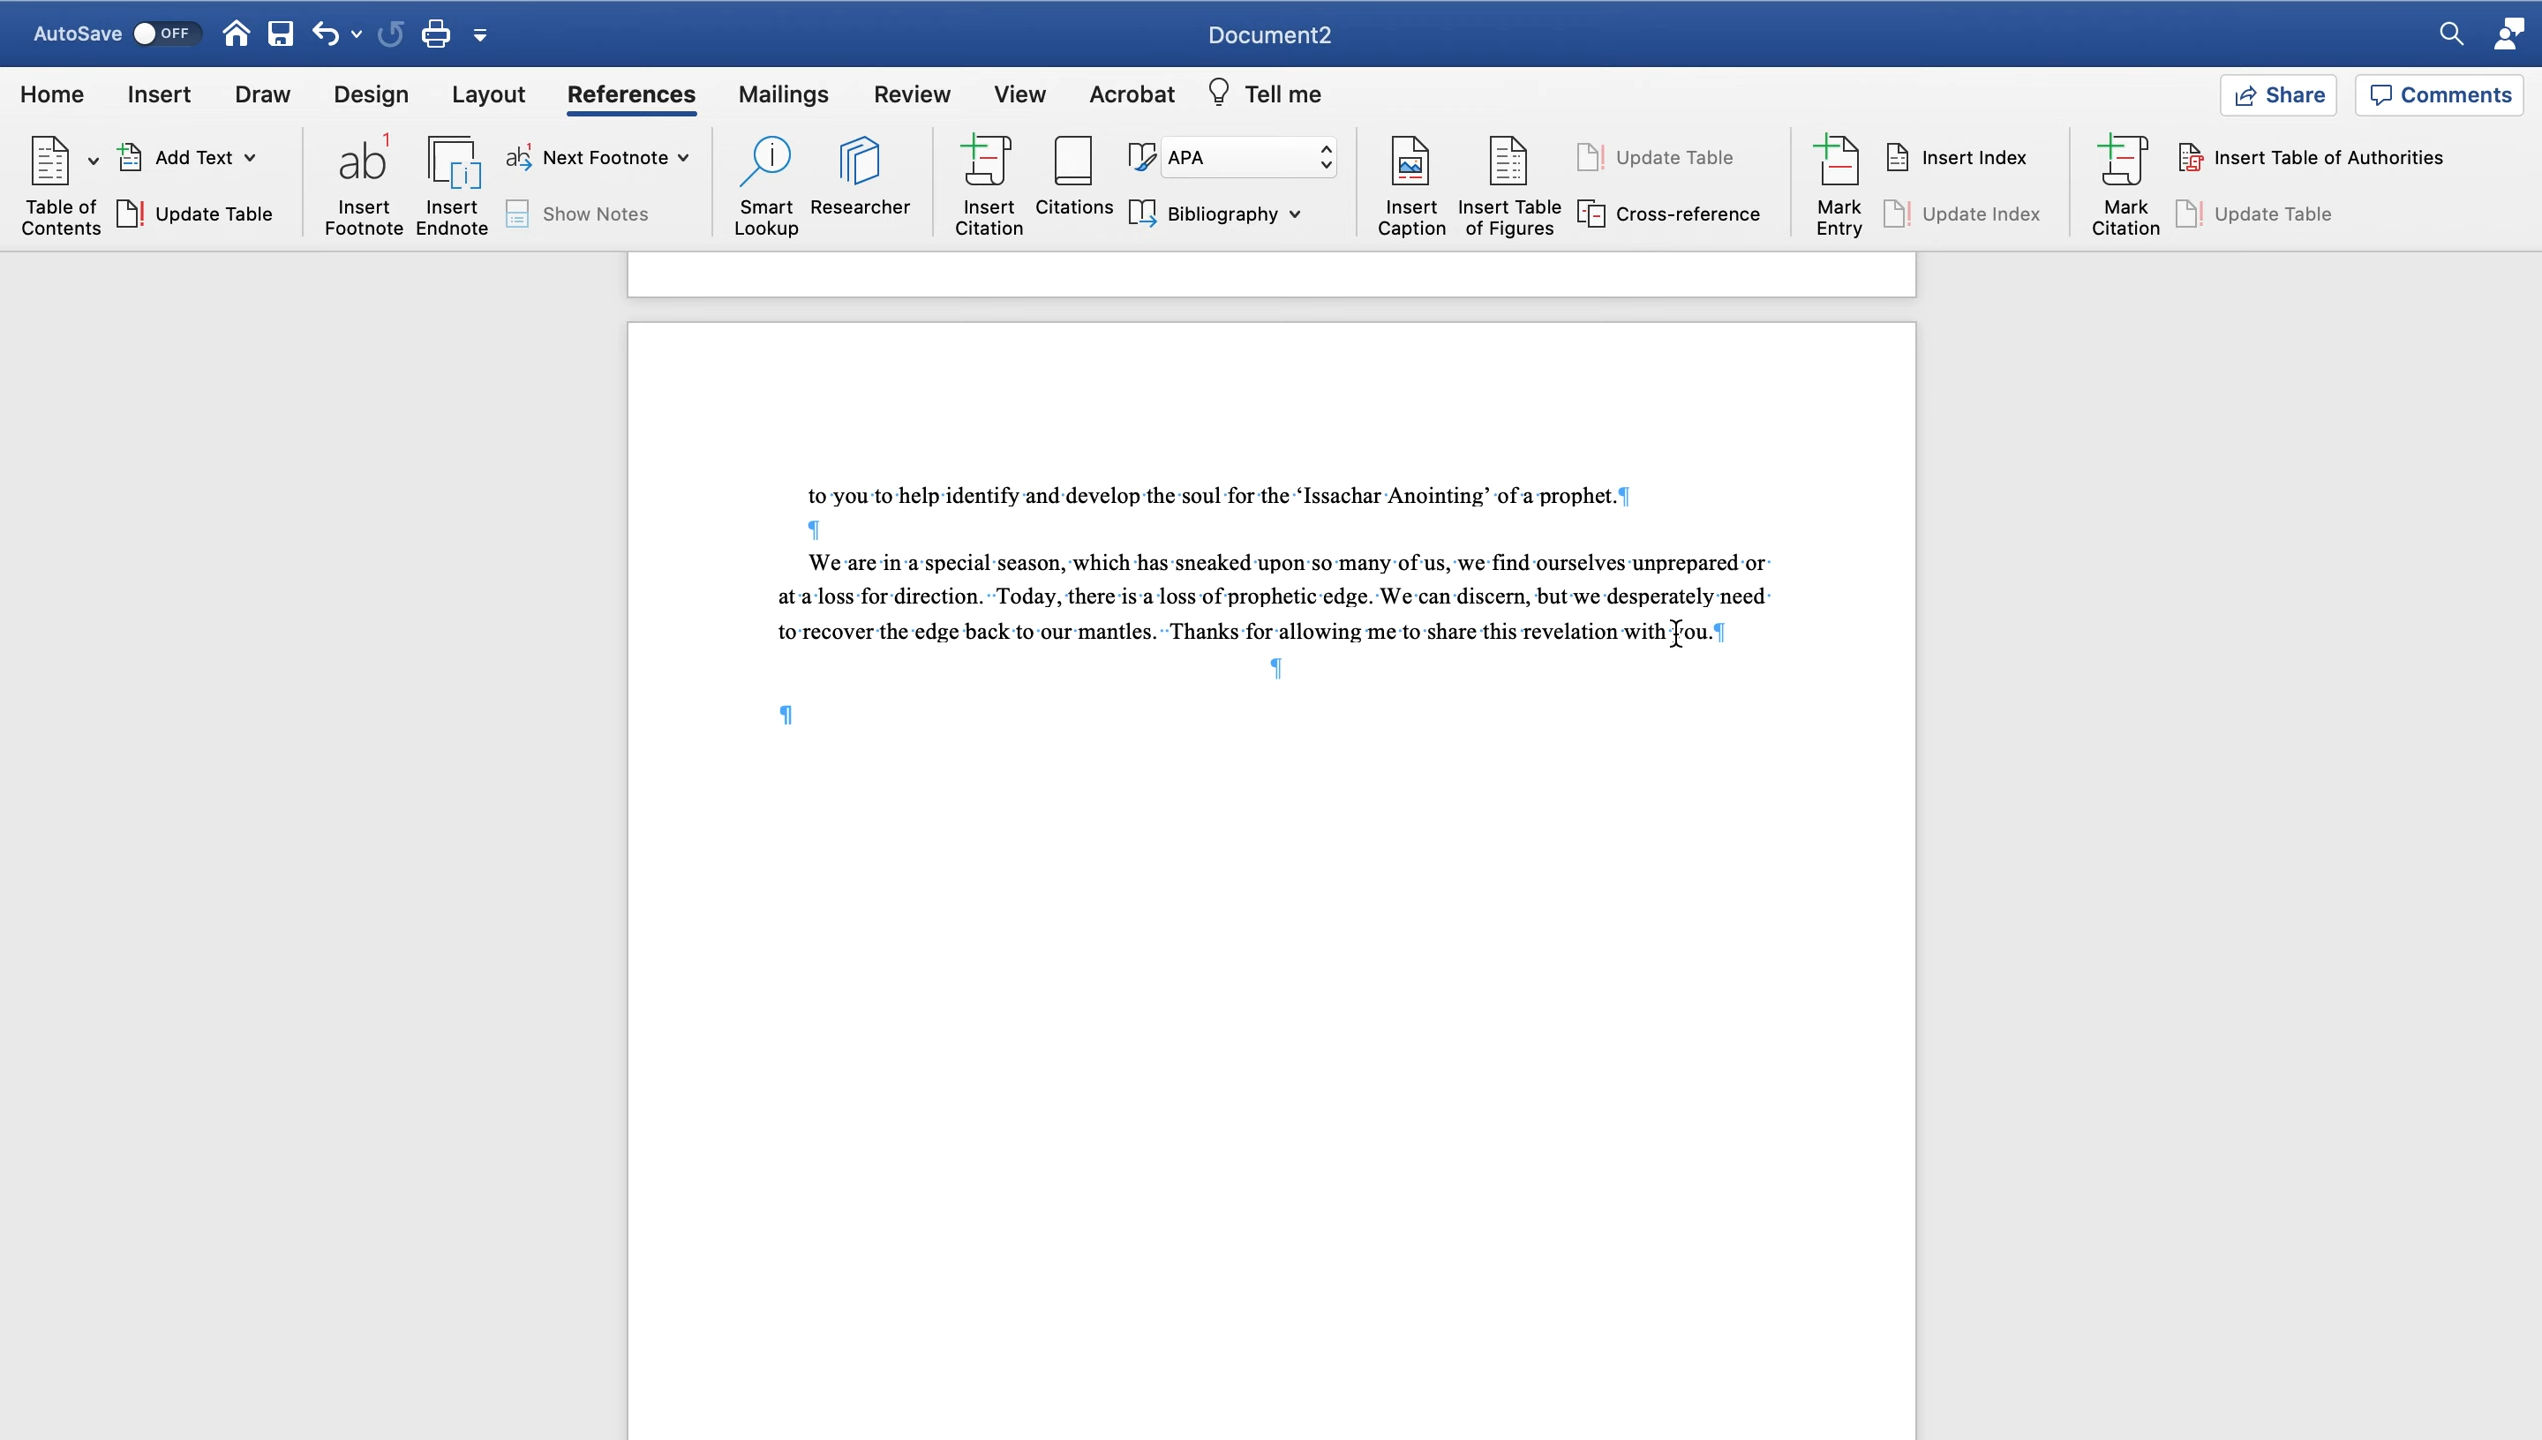 AutoSave OFF Document2
Home Insert Draw Design Layout References Mailings Review View Acrobat Tell me Share Comments
Table of Contents
Add Text
Update Table
ab1 Insert Footnote
Insert Endnote
ab1 Next Footnote
Show Notes
Smart Lookup
Researcher
Insert Citation
Citations
APA
Bibliography
Insert Caption
Insert Table of Figures
Update Table
Cross-reference
Mark Entry
Insert Index
Update Index
Mark Citation
Insert Table of Authorities
Update Table
to you to help identify and develop the soul for the ‘Issachar Anointing’ of a prophet.¶
¶
We are in a special season, which has sneaked upon so many of us, we find ourselves unprepared or
at a loss for direction.  Today, there is a loss of prophetic edge. We can discern, but we desperately need
to recover the edge back to our mantles.  Thanks for allowing me to share this revelation with you.¶
¶
¶